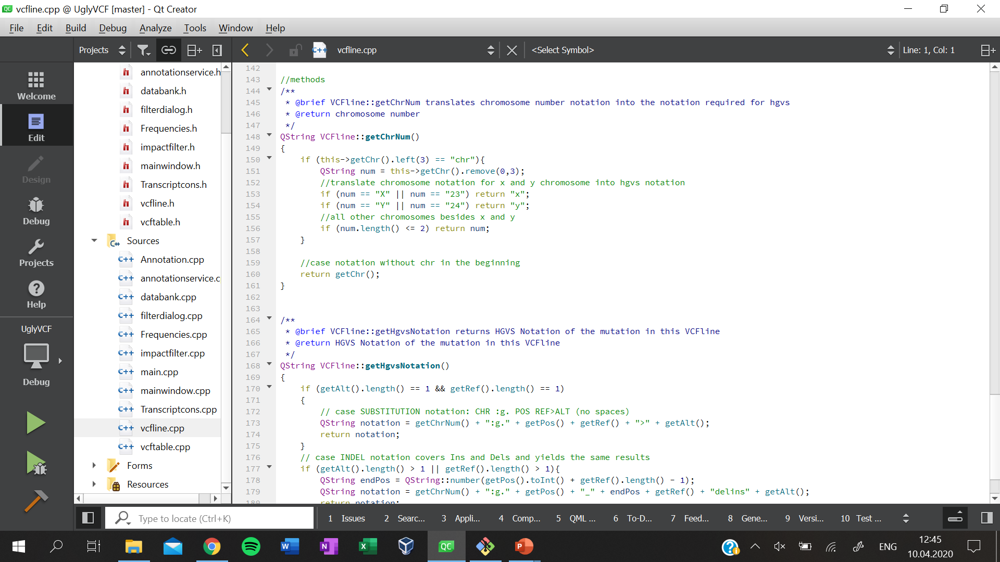 QC vcfline.cpp @ UglyVCF [master] - Qt Creator
File Edit Build Debug Analyze Tools Window Help
Projects
C++ vcfline.cpp
<Select Symbol>
Line: 1, Col: 1
Welcome
Edit
Design
Debug
Projects
Help
UglyVCF
Debug
h annotationservice.h
h databank.h
h filterdialog.h
h Frequencies.h
h impactfilter.h
h mainwindow.h
h Transcriptcons.h
h vcfline.h
h vcftable.h
C++ Sources
C++ Annotation.cpp
C++ annotationservice.c
C++ databank.cpp
C++ filterdialog.cpp
C++ Frequencies.cpp
C++ impactfilter.cpp
C++ main.cpp
C++ mainwindow.cpp
C++ Transcriptcons.cpp
C++ vcfline.cpp
C++ vcftable.cpp
Forms
Resources
142
143 //methods
144 /**
145 * @brief VCFline::getChrNum translates chromosome number notation into the notation required for hgvs
146 * @return chromosome number
147 */
148 QString VCFline::getChrNum()
149 {
150 if (this->getChr().left(3) == "chr"){
151 QString num = this->getChr().remove(0,3);
152 //translate chromosome notation for x and y chromosome into hgvs notation
153 if (num == "X" || num == "23") return "x";
154 if (num == "Y" || num == "24") return "y";
155 //all other chromosomes besides x and y
156 if (num.length() <= 2) return num;
157 }
158
159 //case notation without chr in the beginning
160 return getChr();
161 }
162
163
164 /**
165 * @brief VCFline::getHgvsNotation returns HGVS Notation of the mutation in this VCFline
166 * @return HGVS Notation of the mutation in this VCFline
167 */
168 QString VCFline::getHgvsNotation()
169 {
170 if (getAlt().length() == 1 && getRef().length() == 1)
171 {
172 // case SUBSTITUTION notation: CHR :g. POS REF>ALT (no spaces)
173 QString notation = getChrNum() + ":g." + getPos() + getRef() + ">" + getAlt();
174 return notation;
175 }
176 // case INDEL notation covers Ins and Dels and yields the same results
177 if (getAlt().length() > 1 || getRef().length() > 1){
178 QString endPos = QString::number(getPos().toInt() + getRef().length() - 1);
179 QString notation = getChrNum() + ":g." + getPos() + "_" + endPos + getRef() + "delins" + getAlt();
180 return notation;
Type to locate (Ctrl+K)
1 Issues 2 Searc... 3 Appli... 4 Comp... 5 QML ... 6 To-D... 7 Feed... 8 Gene... 9 Versi... 10 Test ...
W N X QC P
ENG
12:45
10.04.2020